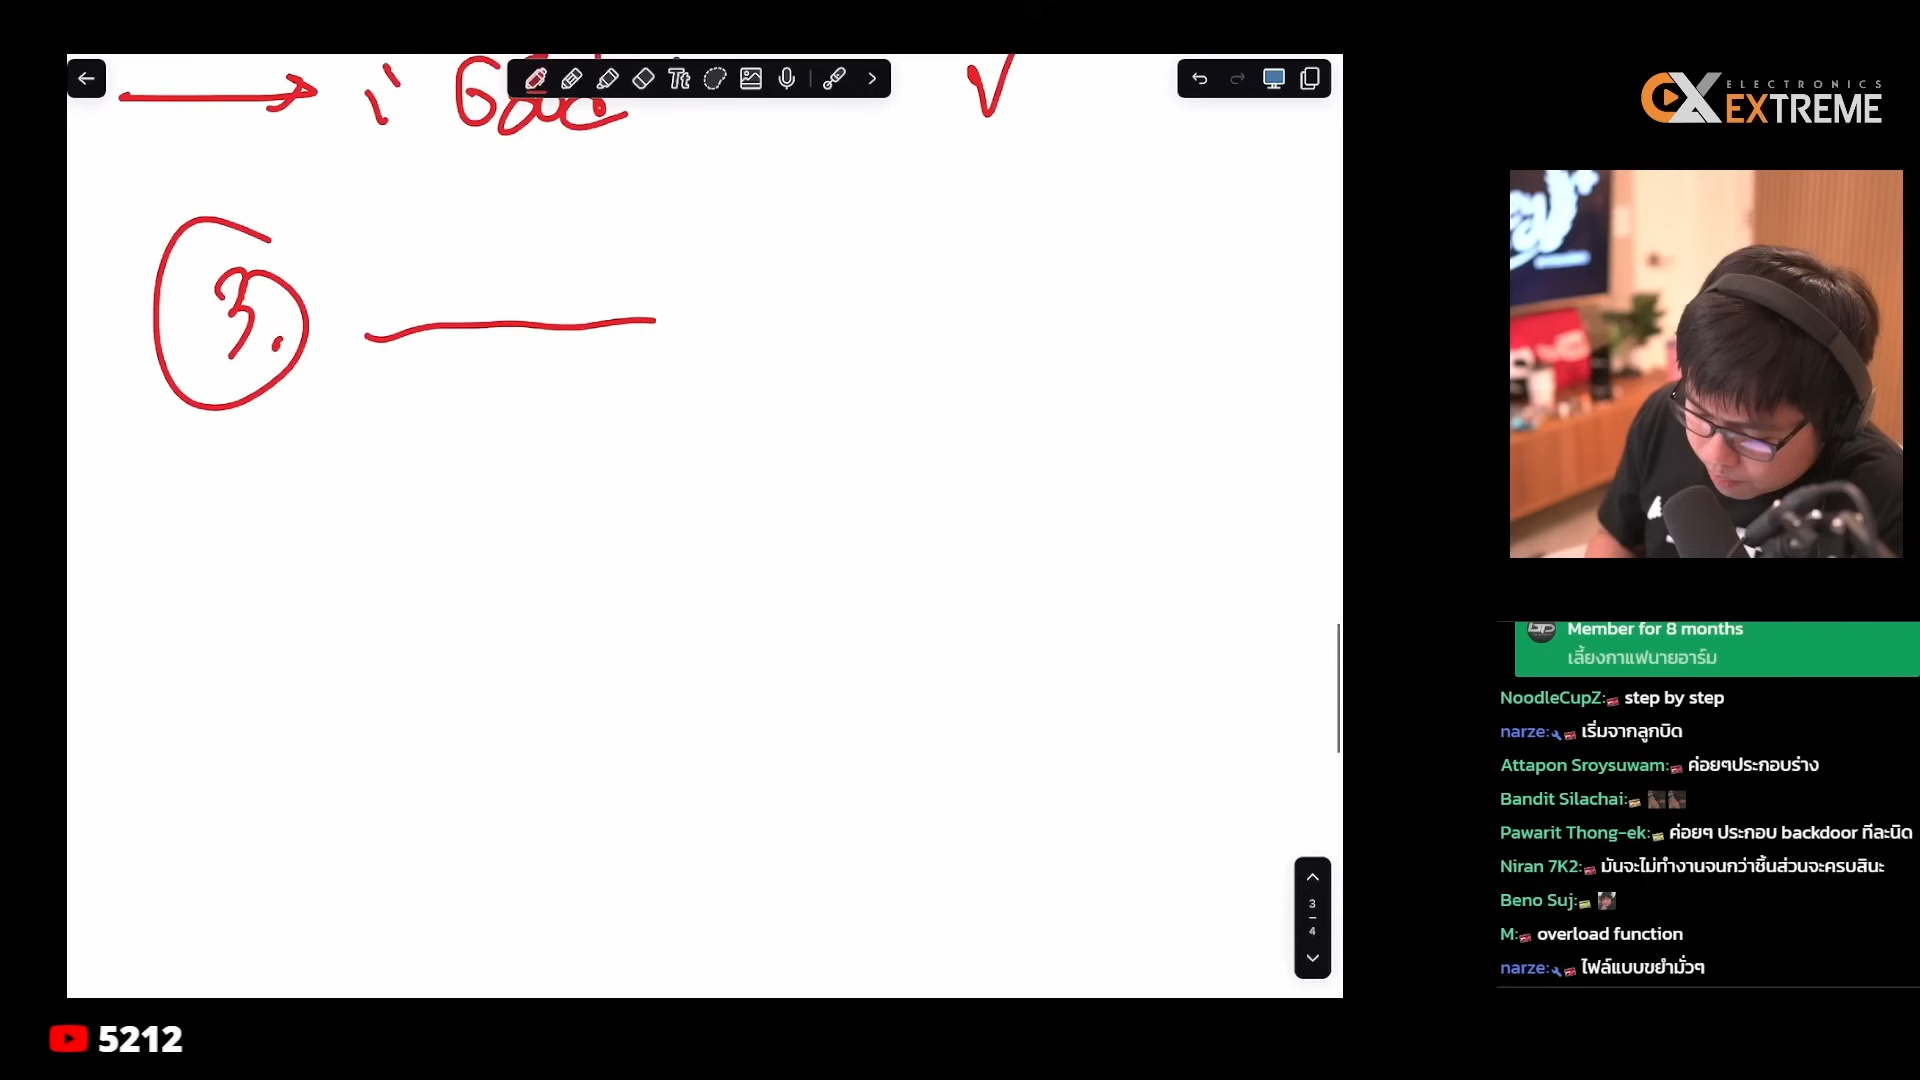 V
Tt
3.
3
4
ELECTRONICS
EXTREME
Member for 8 months
เลี้ยงกาแฟนายอาร์ม
NoodleCupZ: step by step
narze: เริ่มจากลูกบิด
Attapon Sroysuwam: ค่อยๆประกอบร่าง
Bandit Silachai:
Pawarit Thong-ek: ค่อยๆ ประกอบ backdoor ทีละนิด
Niran 7K2: มันจะไม่ทำงานจนกว่าชิ้นส่วนจะครบสินะ
Beno Suj:
M: overload function
narze: ไฟล์แบบขยำมั่วๆ
5212